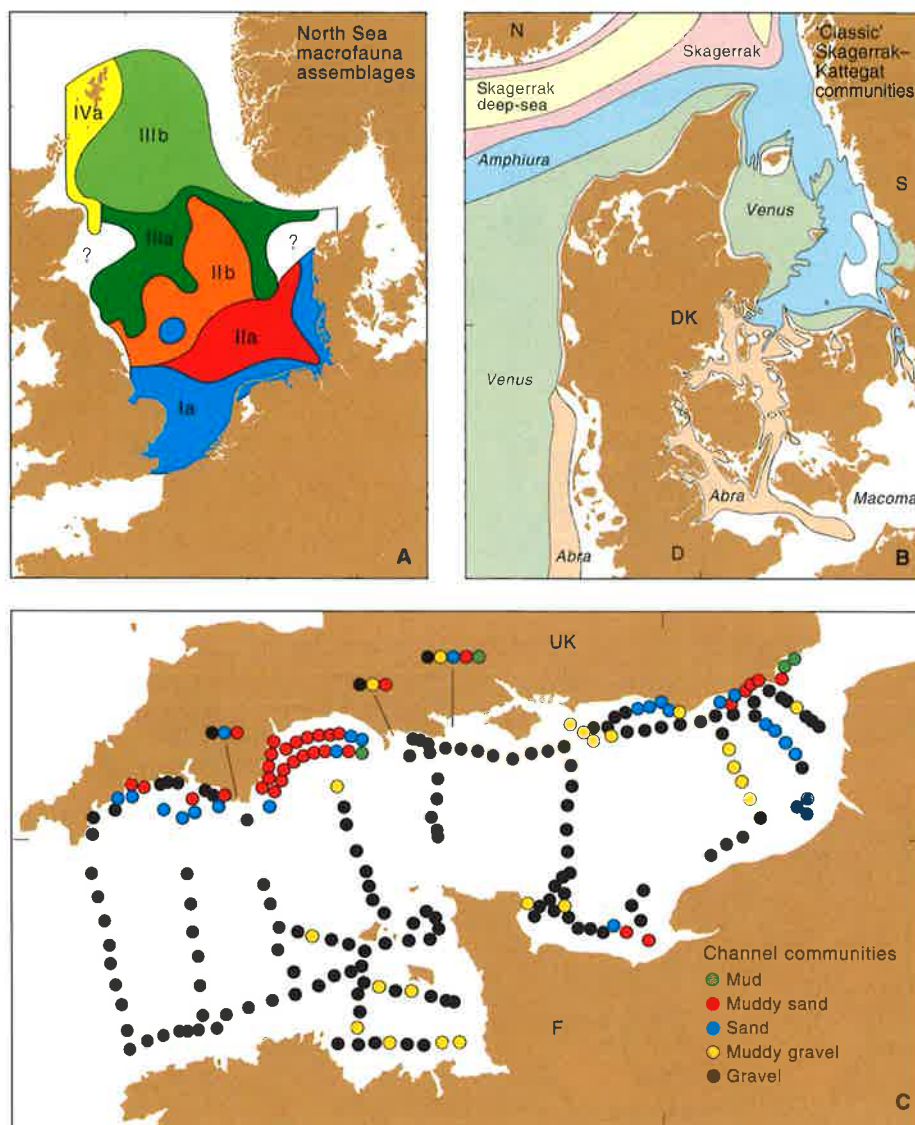 North Sea
macrofauna
assemblages
IVa
IIIb
?
IIIa
?
IIb
IIa
Ia
A
N
Skagerrak
'Classic'
Skagerrak–
Kattegat
communities
Skagerrak
deep-sea
Amphiura
S
Venus
DK
Venus
Abra
Macoma
Abra
D
B
UK
Channel communities
Mud
Muddy sand
Sand
Muddy gravel
Gravel
F
C